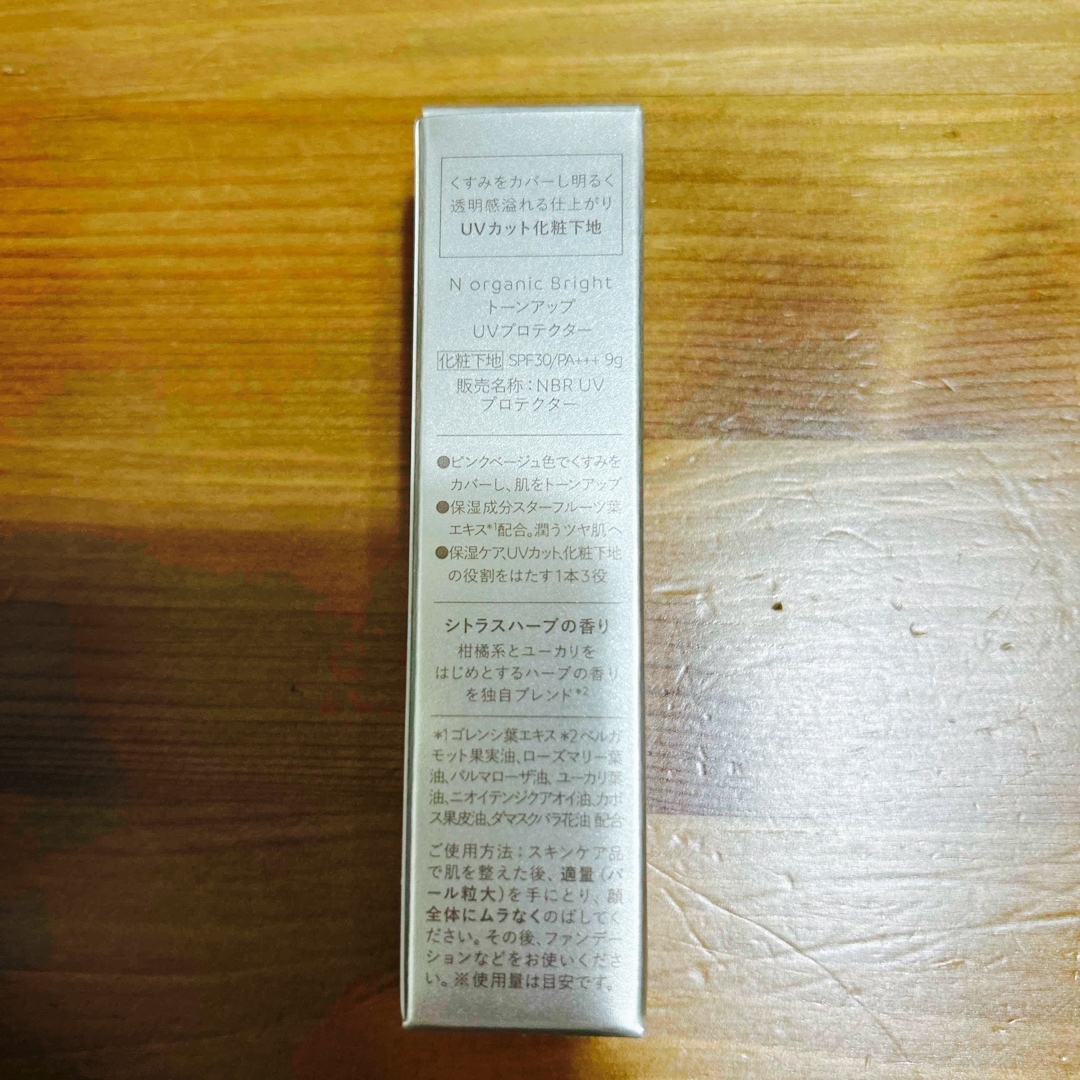 くすみをカバーし明るく
透明感溢れる仕上がり
UVカット化粧下地
N organic Bright
トーンアップ
UVプロテクター
化粧下地 SPF30/PA+++ 9g
販売名称：NBR UV
プロテクター
●ピンクベージュ色でくすみを
カバーし、肌をトーンアップ
●保湿成分スターフルーツ葉
エキス*1配合。潤うツヤ肌へ
●保湿ケア,UVカット,化粧下地
の役割をはたす1本3役
シトラスハーブの香り
柑橘系とユーカリを
はじめとするハーブの香り
を独自ブレンド*2
*1ゴレンシ葉エキス *2ベルガ
モット果実油、ローズマリー葉
油、パルマローザ油、ユーカリ葉
油、ニオイテンジクアオイ油、カボ
ス果皮油、ダマスクバラ花油 配合
ご使用方法：スキンケア品
で肌を整えた後、適量（パ
ール粒大）を手にとり、顔
全体にムラなくのばしてく
ださい。その後、ファンデー
ションなどをお使いくださ
い。※使用量は目安です。